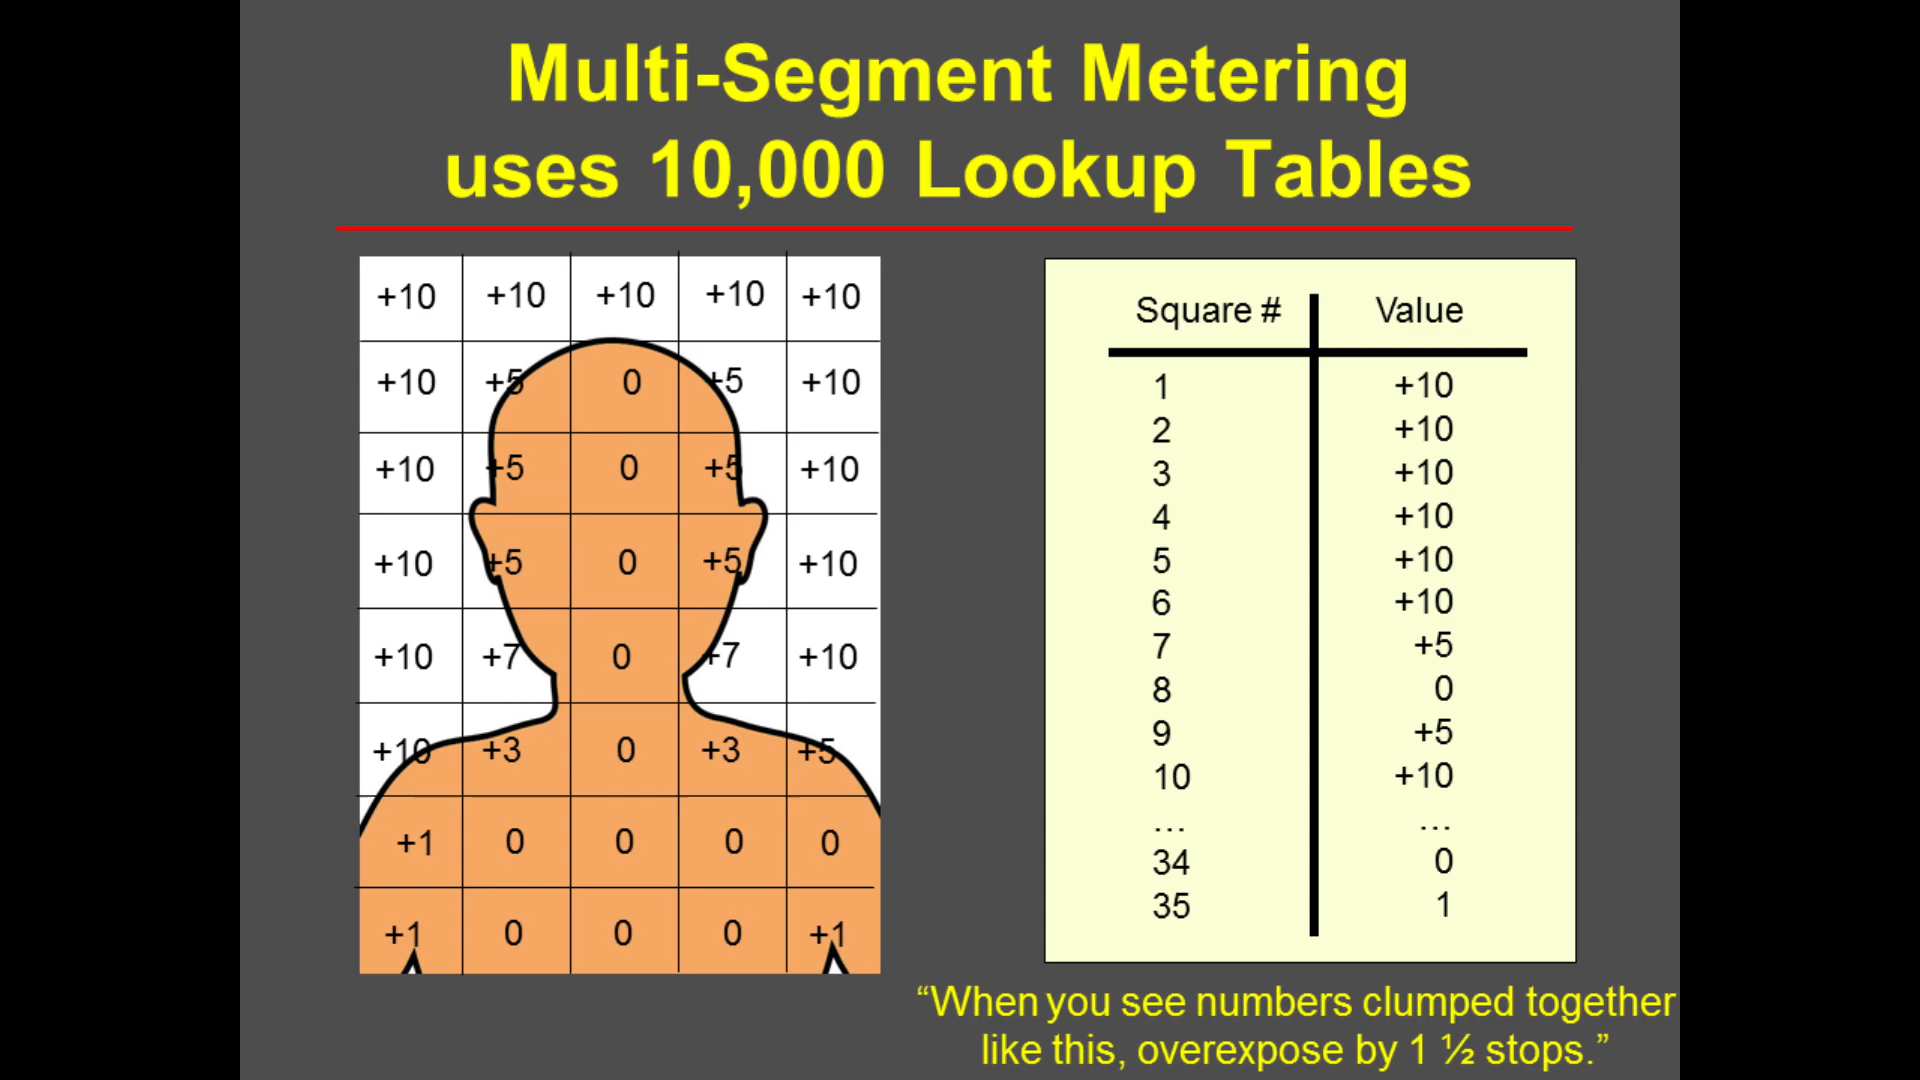 Multi-Segment Metering
uses 10,000 Lookup Tables
+10 +10 +10 +10 +10
+10 +5 0 +5 +10
+10 +5 0 +5 +10
+10 +5 0 +5 +10
+10 +7 0 +7 +10
+10 +3 0 +3 +5
+1 0 0 0 0
+1 0 0 0 +1
Square # Value
1 +10
2 +10
3 +10
4 +10
5 +10
6 +10
7 +5
8 0
9 +5
10 +10
... ...
34 0
35 1
“When you see numbers clumped together
like this, overexpose by 1 ½ stops.”